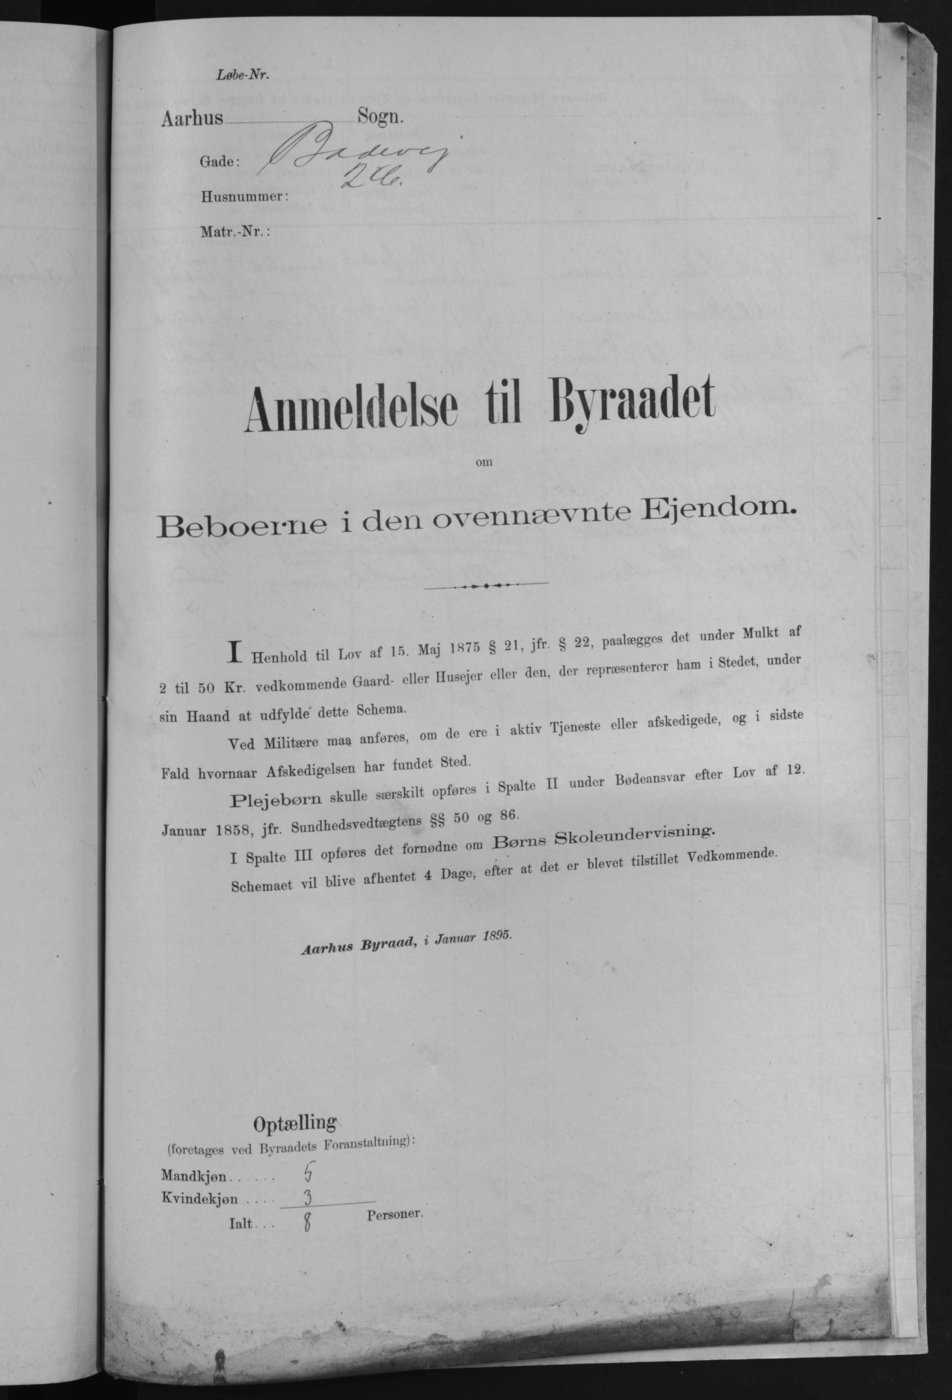 Løbe-Nr.
Aarhus Sogn.
Gade: Badevej
Husnummer:
Matr.-Nr.:
Anmeldelse til Byraadet
om
Beboerne i den ovennævnte Ejendom.
I Henhold til Lov af 15. Maj 1875 § 21, jfr. § 22, paalægges det under Mulkt af
2 til 50 Kr. vedkommende Gaard- eller Husejer eller den, der repræsenterer ham i Stedet, under
sin Haand at udfylde dette Schema.
Ved Militære maa anføres, om de ere i aktiv Tjeneste eller afskedigede, og i sidste
Fald hvornaar Afskedigelsen har fundet Sted.
Plejebørn skulle særskilt opføres i Spalte II under Bødeansvar efter Lov af 12.
Januar 1858, jfr. Sundhedsvedtægtens §§ 50 og 86.
I Spalte III opføres det fornødne om Børns Skoleundervisning.
Schemaet vil blive afhentet 4 Dage, efter at det er blevet tilstillet Vedkommende.
Aarhus Byraad, i Januar 1895.
Optælling
(foretages ved Byraadets Foranstaltning):
Mandkjøn...... 5
Kvindekjøn .... 3
Ialt... 8 Personer.